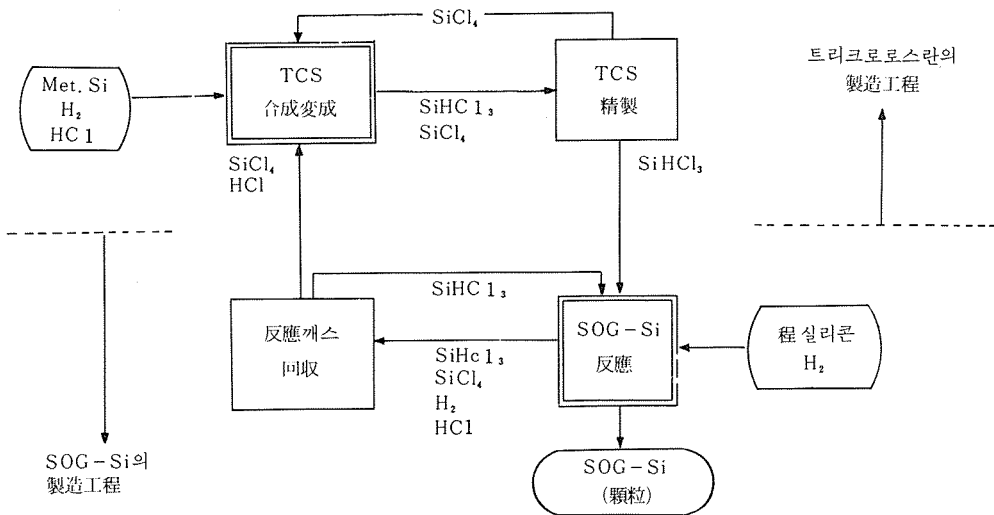 SiCl₄
Met. Si
H₂
HCl
TCS
合成変成
SiHCl₃
SiCl₄
TCS
精製
트리크로로스란의
製造工程
SiCl₄
HCl
SiHCl₃
SiHCl₃
反應깨스
回収
SiHcl₃
SiCl₄
H₂
HCl
SOG-Si
反應
程실리콘
H₂
SOG-Si의
製造工程
SOG-Si
(顆粒)